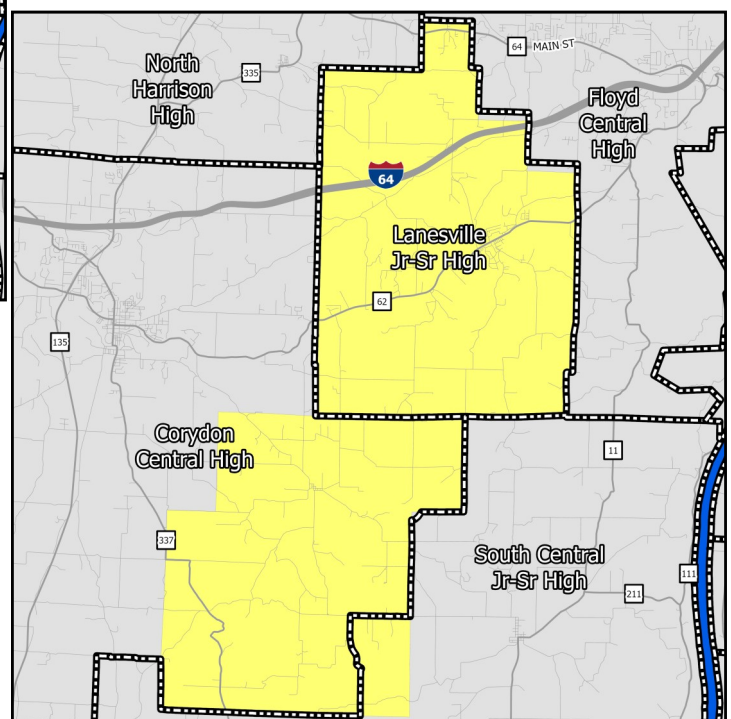 64 MAIN ST
North
Harrison
High
335
Floyd
Central
High
64
Lanesville
Jr-Sr High
62
135
Corydon
Central High
11
337
South Central
Jr-Sr High
111
211